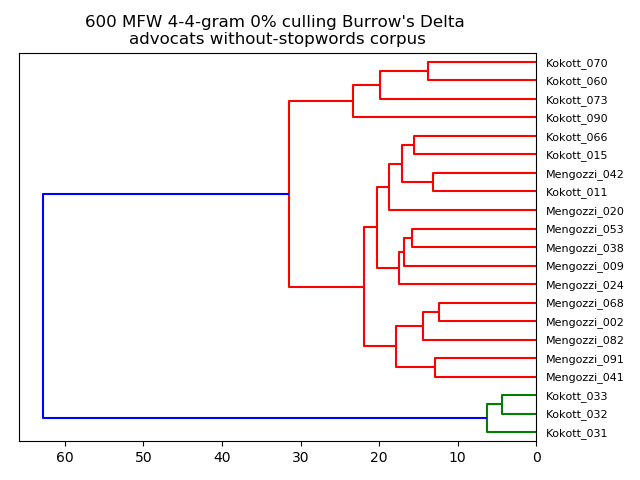 600 MFW 4-4-gram 0% culling Burrow's Delta
advocats without-stopwords corpus
Kokott_070
Kokott_060
Kokott_073
Kokott_090
Kokott_066
Kokott_015
Mengozzi_042
Kokott_011
Mengozzi_020
Mengozzi_053
Mengozzi_038
Mengozzi_009
Mengozzi_024
Mengozzi_068
Mengozzi_002
Mengozzi_082
Mengozzi_091
Mengozzi_041
Kokott_033
Kokott_032
Kokott_031
60 50 40 30 20 10 0